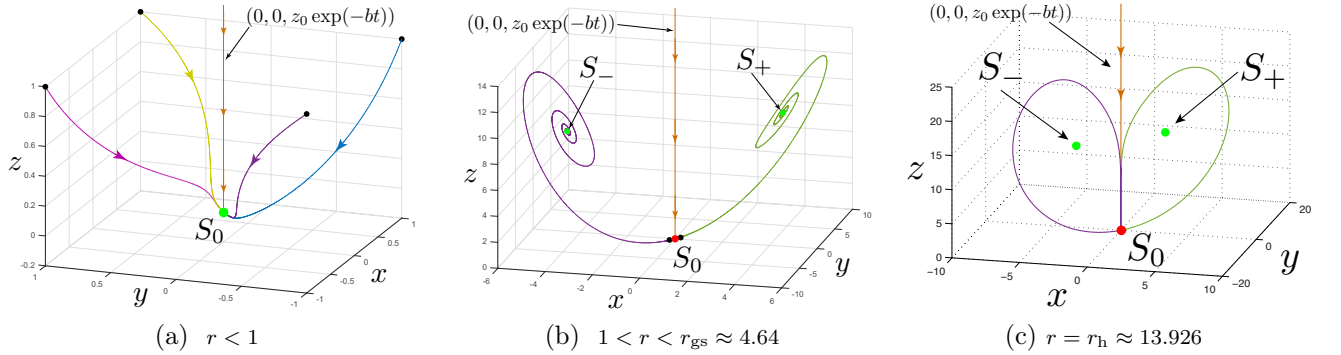 (0, 0, z₀ exp(−bt))
1
0.8
0.6
0.4
0.2
0
-0.2
z
S₀
1
0.5
0
-0.5
-1
y
-1
-0.5
0
0.5
1
x
(a) r < 1
(0, 0, z₀ exp(−bt))
14
12
10
8
6
4
2
0
z
S₋
S₊
S₀
-6
-4
-2
0
2
4
6
x
-10
-5
0
5
10
y
(b) 1 < r < r_gs ≈ 4.64
(0, 0, z₀ exp(−bt))
25
20
15
10
5
0
z
S₋
S₊
S₀
-10
-5
0
5
10
x
-20
0
20
y
(c) r = r_h ≈ 13.926